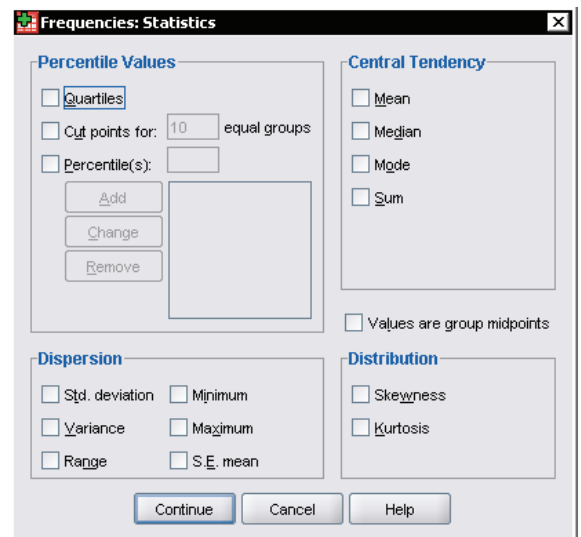 Frequencies: Statistics
Percentile Values
Quartiles
Cut points for: 10 equal groups
Percentile(s):
Add
Change
Remove
Central Tendency
Mean
Median
Mode
Sum
Values are group midpoints
Dispersion
Std. deviation Minimum
Variance Maximum
Range S.E. mean
Distribution
Skewness
Kurtosis
Continue Cancel Help